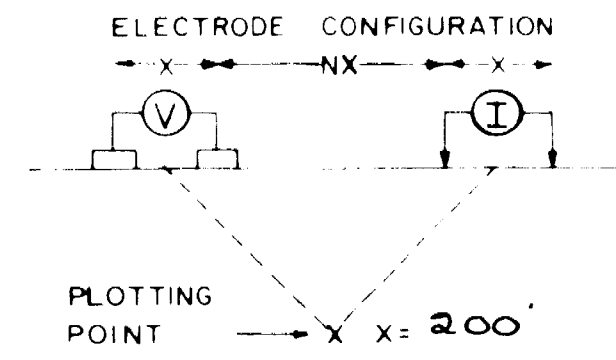 ELECTRODE CONFIGURATION
X NX X
V I
PLOTTING
POINT X X= 200'